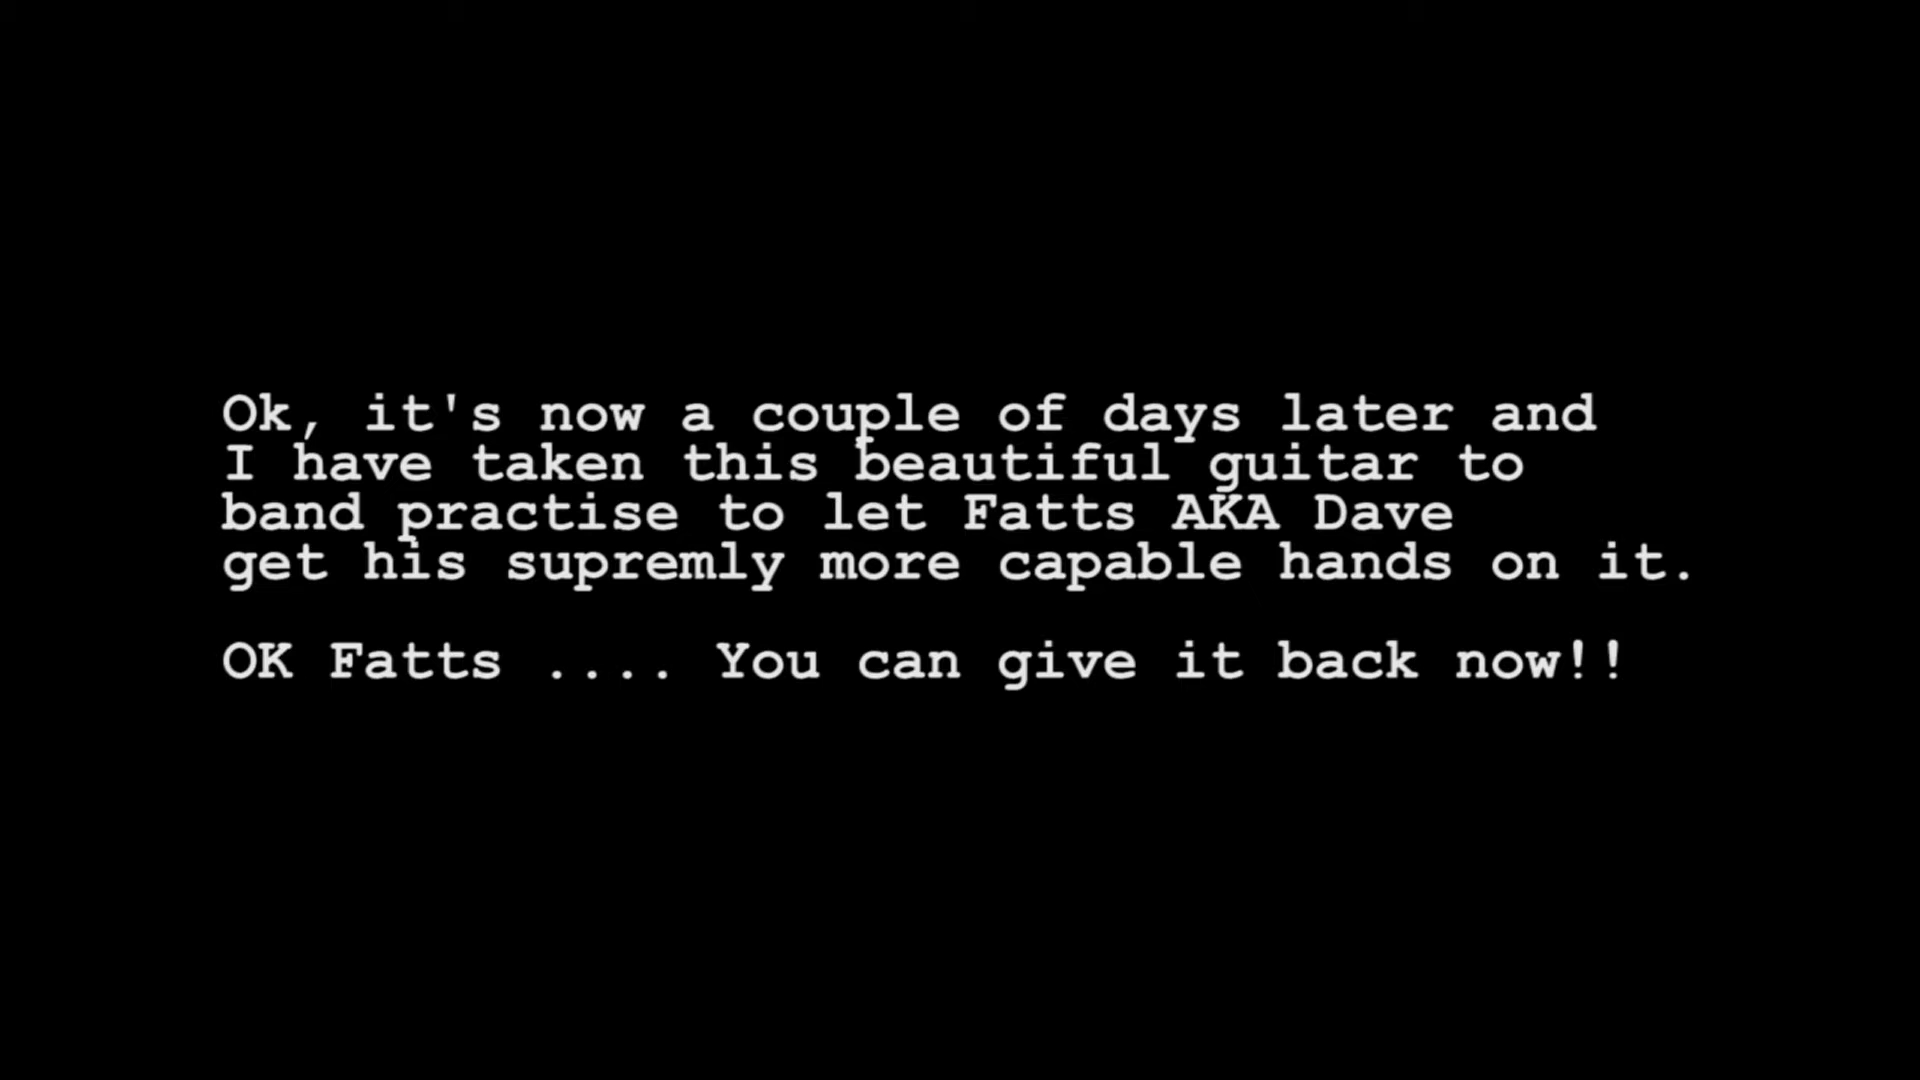 Ok, it's now a couple of days later and
I have taken this beautiful guitar to
band practise to let Fatts AKA Dave
get his supremly more capable hands on it.
OK Fatts .... You can give it back now!!